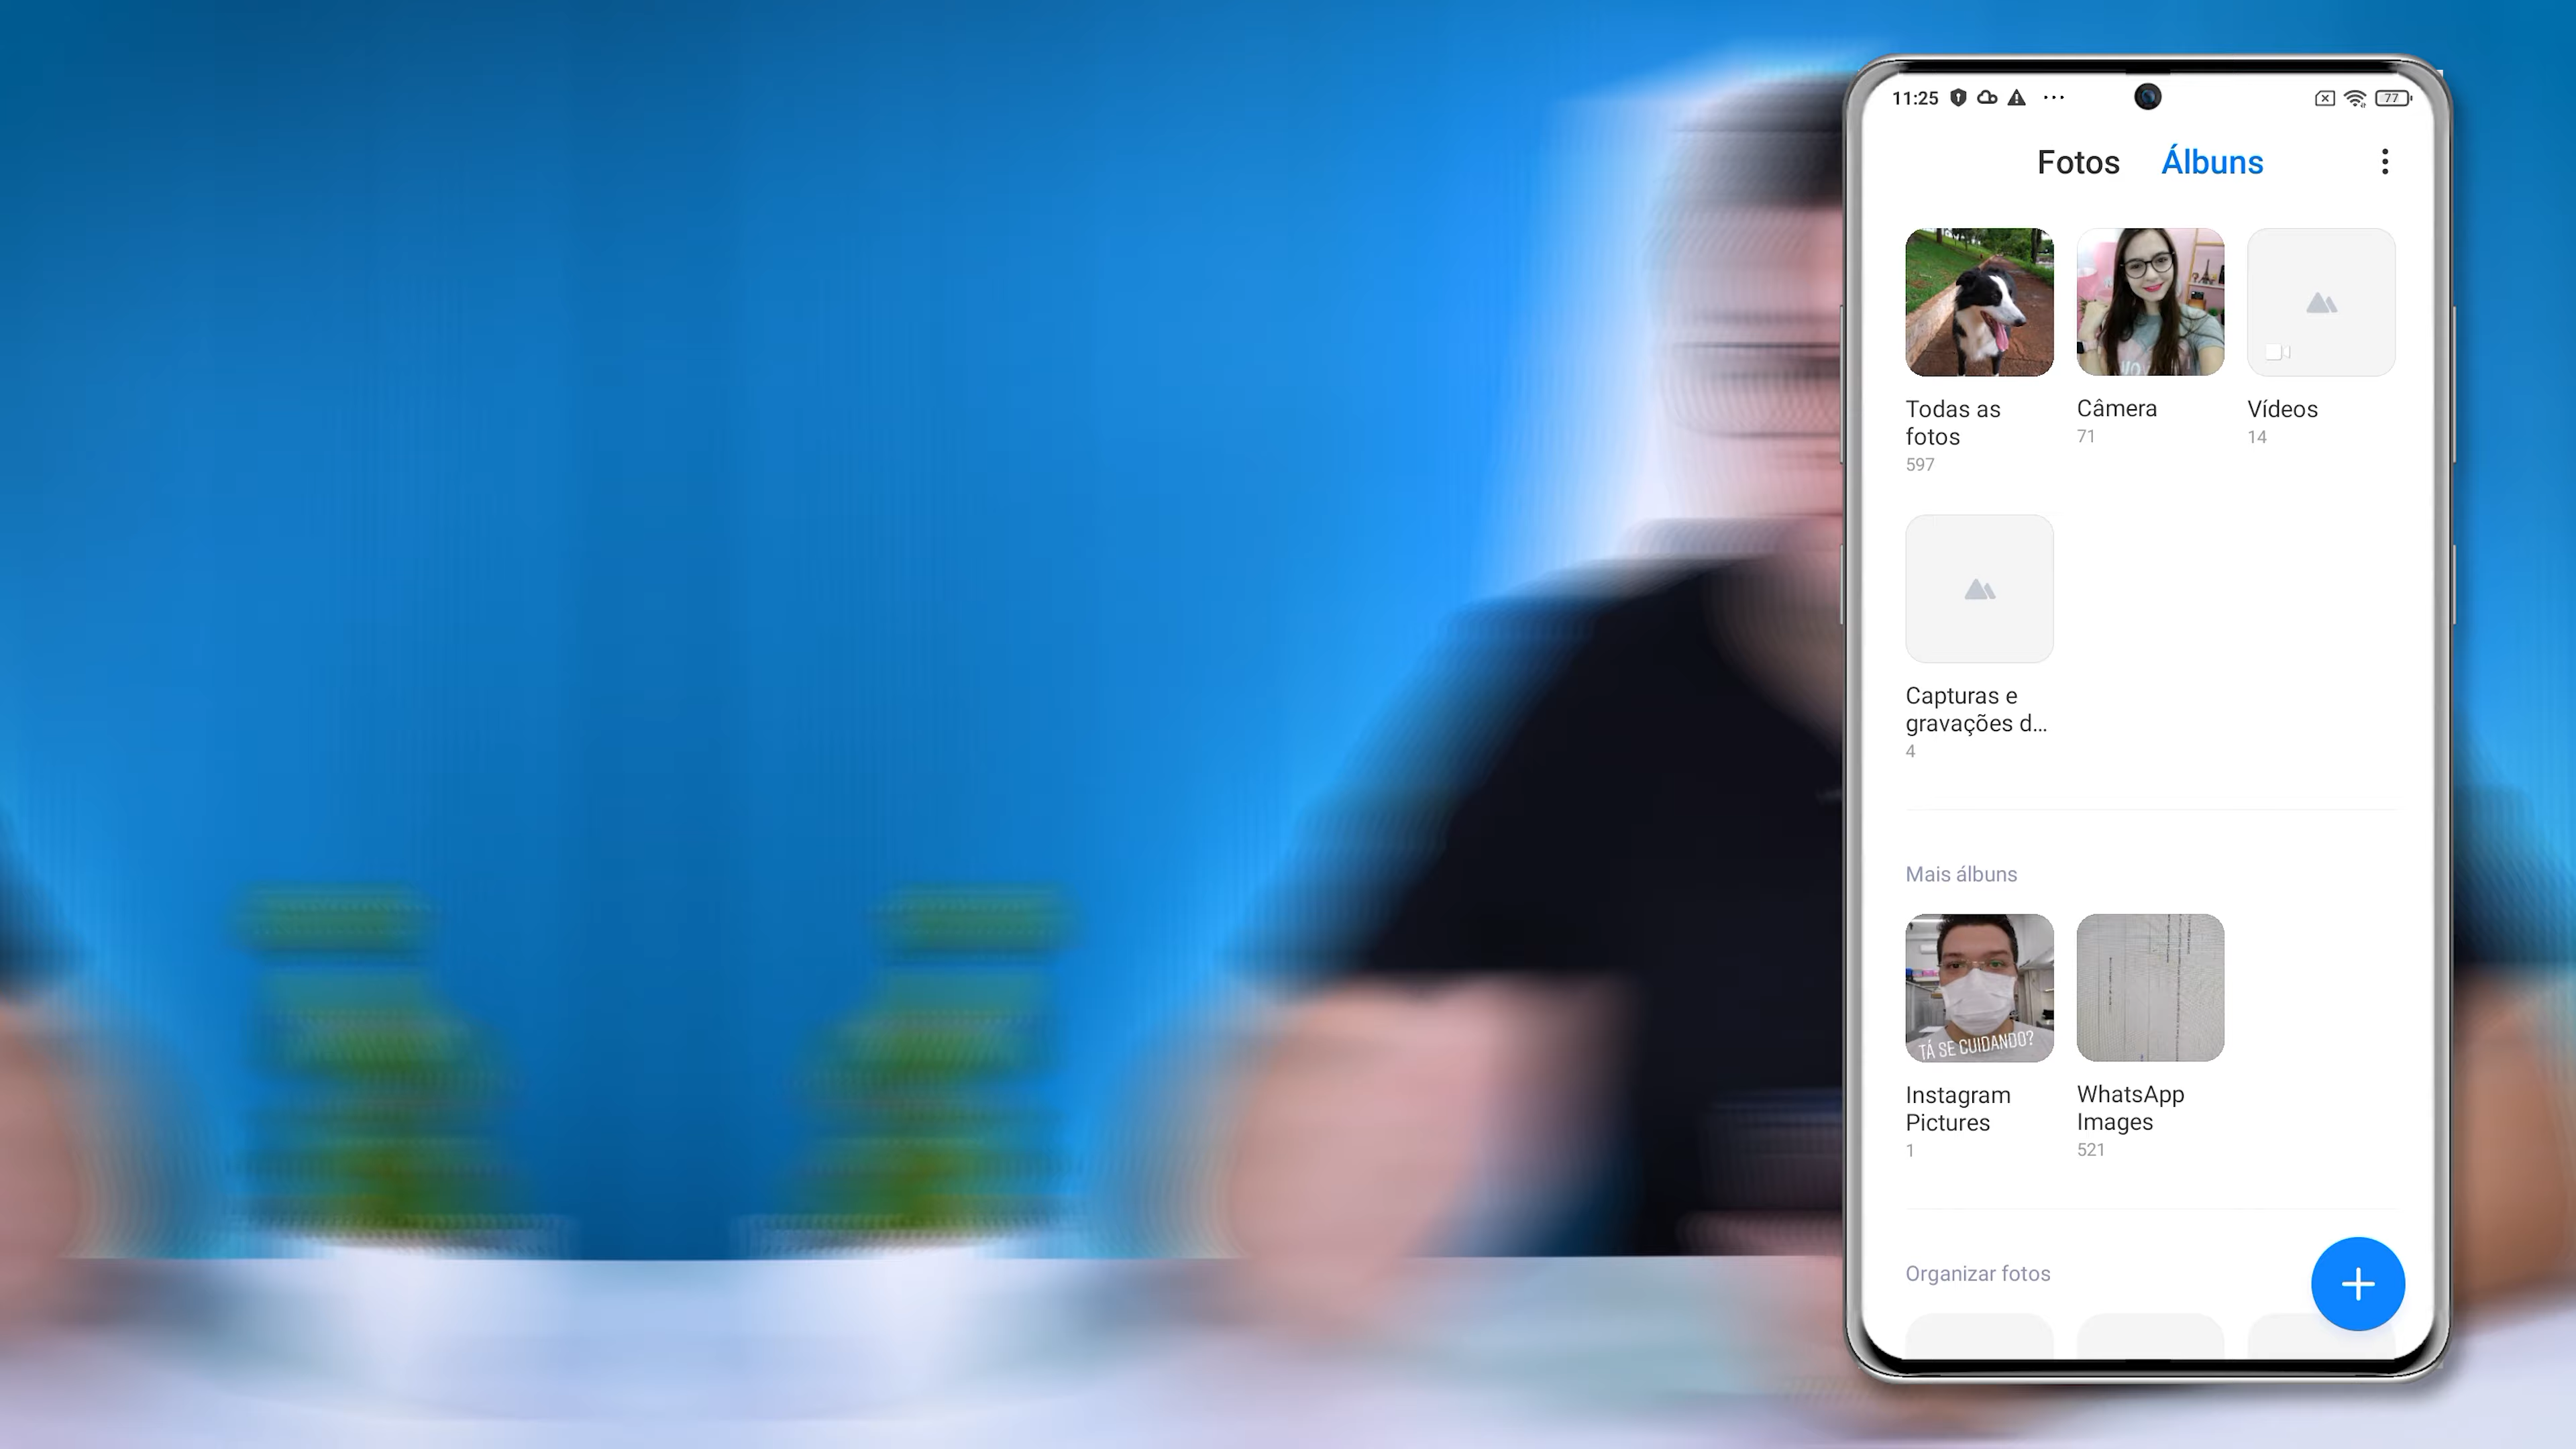 11:25
77
Fotos
Álbuns
Todas as
fotos
597
Câmera
71
Vídeos
14
Capturas e
gravações d...
4
Mais álbuns
TÁ SE CUIDANDO?
Instagram
Pictures
1
WhatsApp
Images
521
Organizar fotos